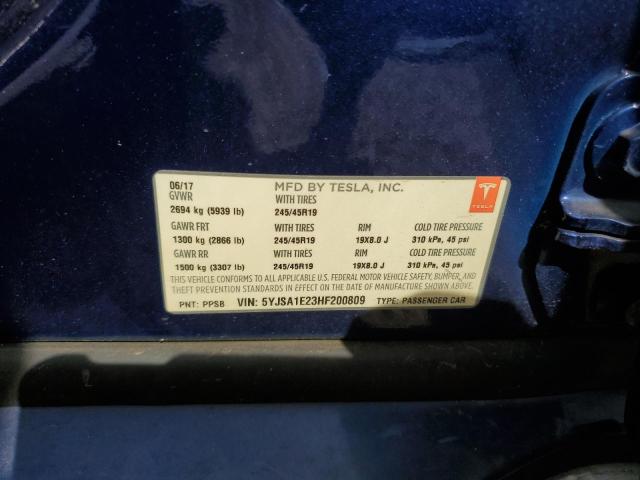 06/17 MFD BY TESLA, INC.
GVWR WITH TIRES
2694 kg (5939 lb) 245/45R19
GAWR FRT WITH TIRES RIM COLD TIRE PRESSURE
1300 kg (2866 lb) 245/45R19 19X8.0 J 310 kPa, 45 psi
GAWR RR WITH TIRES RIM COLD TIRE PRESSURE
1500 kg (3307 lb) 245/45R19 19X8.0 J 310 kPa, 45 psi
THIS VEHICLE CONFORMS TO ALL APPLICABLE U.S. FEDERAL MOTOR VEHICLE SAFETY, BUMPER, AND
THEFT PREVENTION STANDARDS IN EFFECT ON THE DATE OF MANUFACTURE SHOWN ABOVE.
PNT: PPSB VIN: 5YJSA1E23HF200809 TYPE: PASSENGER CAR
TESLA